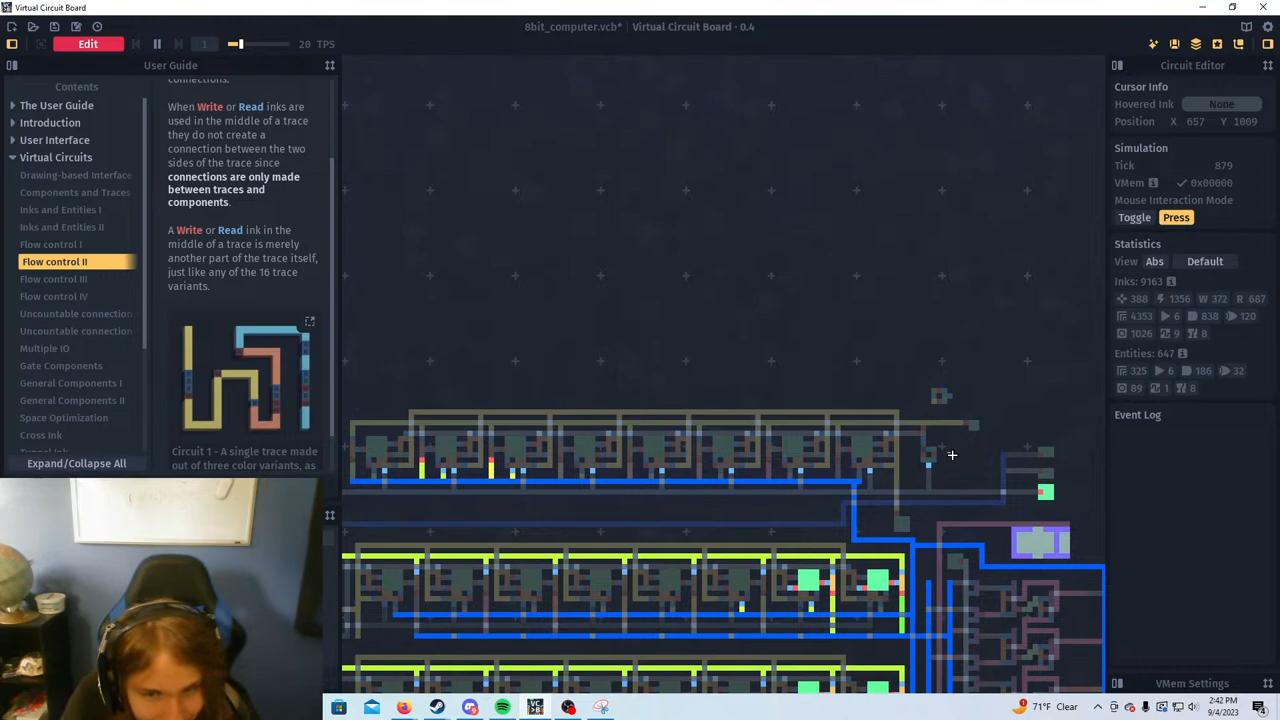 Virtual Circuit Board
8bit_computer.vcb* | Virtual Circuit Board - 0.4
Edit
1
20 TPS
User Guide
Contents
The User Guide
Introduction
User Interface
Virtual Circuits
Drawing-based Interface
Components and Traces
Inks and Entities I
Inks and Entities II
Flow control I
Flow control II
Flow control III
Flow control IV
Uncountable connection
Uncountable connection
Multiple IO
Gate Components
General Components I
General Components II
Space Optimization
Cross Ink
Expand/Collapse All
connections.
When Write or Read inks are
used in the middle of a trace
they do not create a
connection between the two
sides of the trace since
connections are only made
between traces and
components.
A Write or Read ink in the
middle of a trace is merely
another part of the trace itself,
just like any of the 16 trace
variants.
Circuit 1 - A single trace made
out of three color variants, as
Circuit Editor
Cursor Info
Hovered Ink None
Position X 657 Y 1009
Simulation
Tick 879
VMem 0x00000
Mouse Interaction Mode
Toggle Press
Statistics
View Abs Default
Inks: 9163
388 1356 W 372 R 687
4353 6 838 120
1026 9 8
Entities: 647
325 6 186 32
89 1 8
Event Log
VMem Settings
71°F Clear
2:42 PM
9/4/2023
4